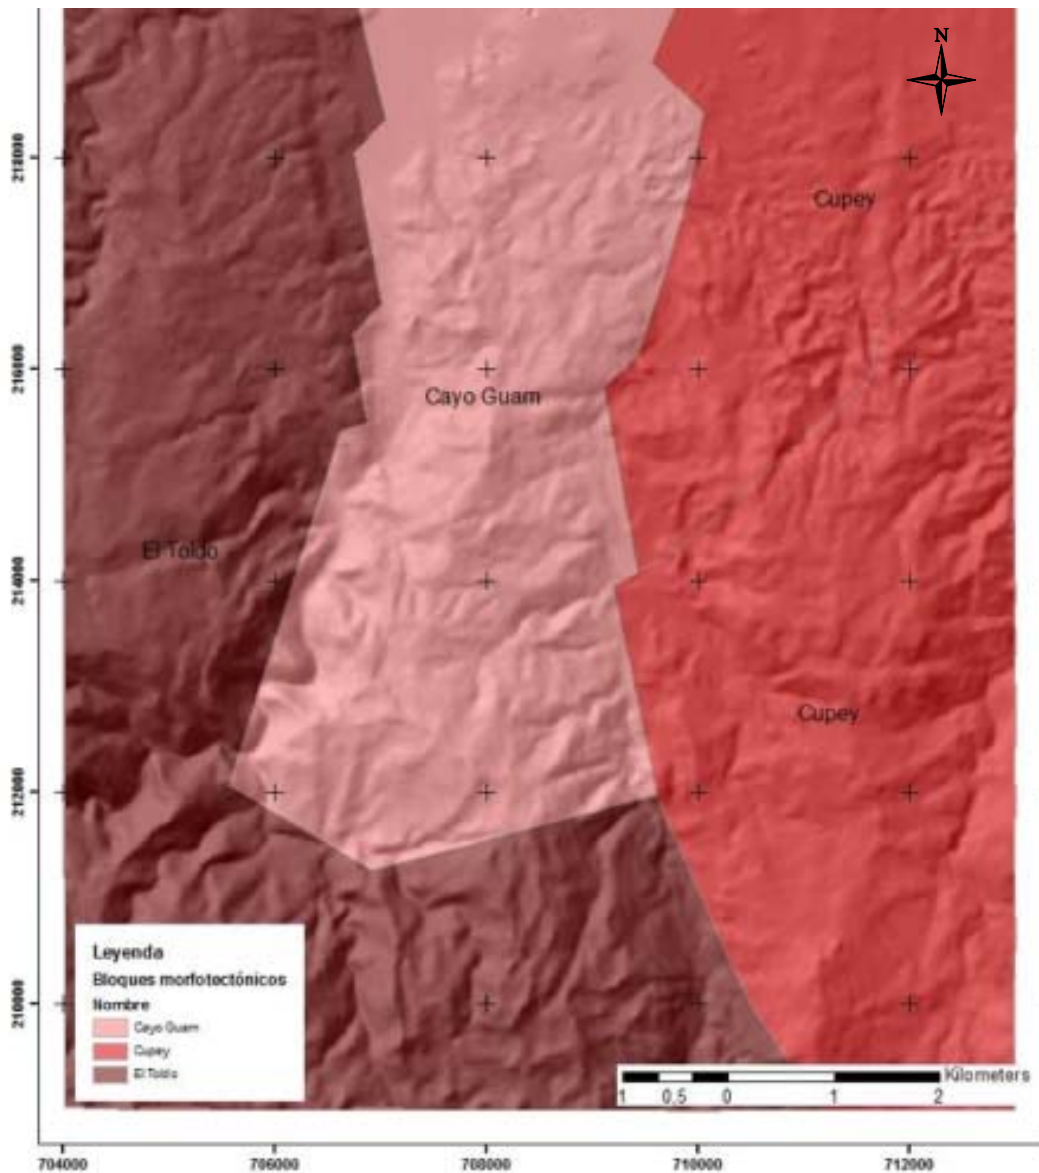 N
218000
Cupey
216000
Cayo Guam
El Toldo
214000
Cupey
212000
Leyenda
Bloques morfotectónicos
Nombre
Cayo Guam
Cupey
El Toldo
210000
Kilometers
1 0.5 0 1 2
704000 706000 708000 710000 712000